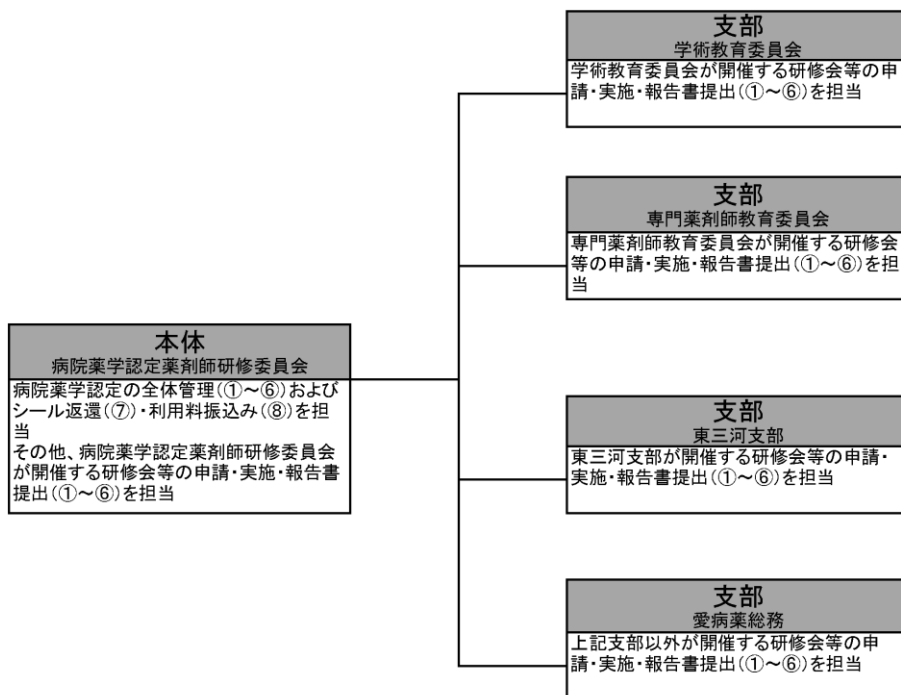 支部
学術教育委員会
学術教育委員会が開催する研修会等の申
請・実施・報告書提出(①～⑥)を担当
支部
専門薬剤師教育委員会
専門薬剤師教育委員会が開催する研修会
等の申請・実施・報告書提出(①～⑥)を担
当
本体
病院薬学認定薬剤師研修委員会
病院薬学認定の全体管理(①～⑥)および
シール返還(⑦)・利用料振込み(⑧)を担
当
その他、病院薬学認定薬剤師研修委員会
が開催する研修会等の申請・実施・報告書
提出(①～⑥)を担当
支部
東三河支部
東三河支部が開催する研修会等の申請・
実施・報告書提出(①～⑥)を担当
支部
愛病薬総務
上記支部以外が開催する研修会等の申
請・実施・報告書提出(①～⑥)を担当